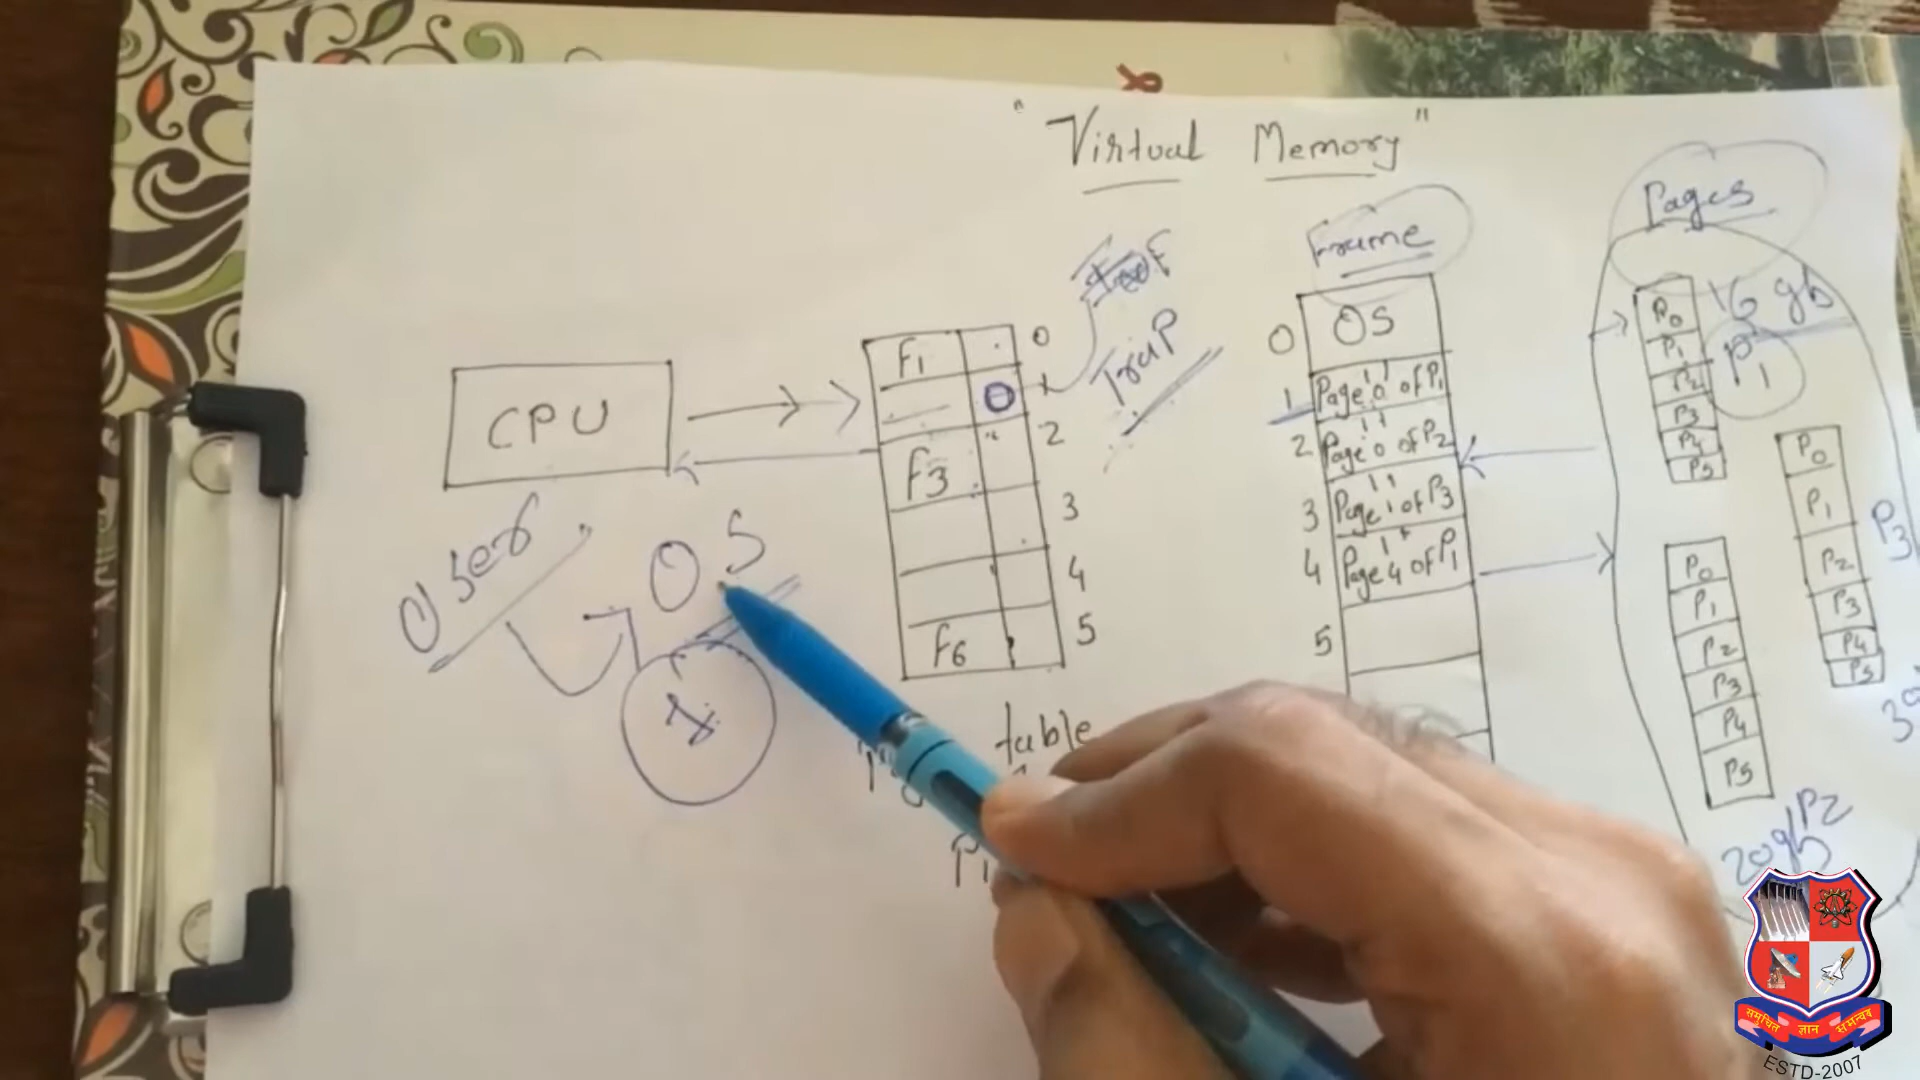 "Virtual Memory"
Pages
Frame
CPU
User
OS
TraP
F1
F3
F6
0
1
2
3
4
5
table
0
1
2
3
4
5
OS
Page '0' of P1
Page '0' of P2
Page '1' of P3
Page '4' of P1
16 gb
P0
P1
P2
P3
P4
P5
P1
P0
P1
P2
P3
P4
P5
P3
P0
P1
P2
P3
P4
P5
P2
20gb
समुचित ज्ञान समन्वय
ESTD-2007